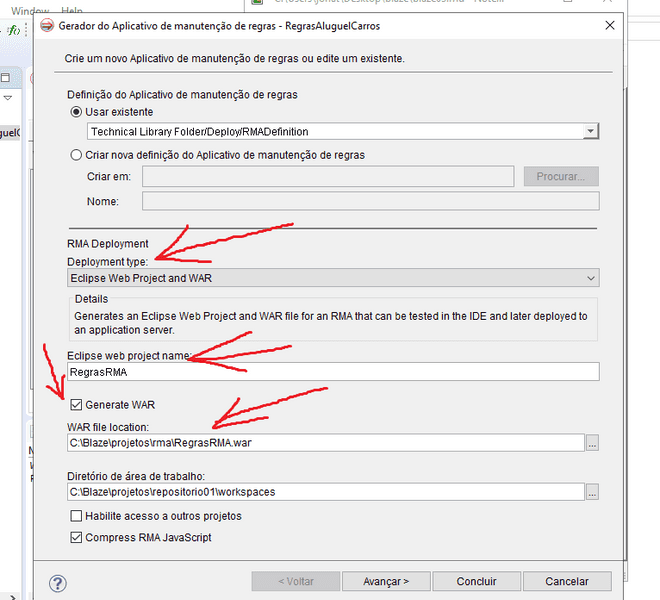 Window Help
Gerador do Aplicativo de manutenção de regras - RegrasAluguelCarros
Crie um novo Aplicativo de manutenção de regras ou edite um existente.
Definição do Aplicativo de manutenção de regras
Usar existente
Technical Library Folder/Deploy/RMADefinition
Criar nova definição do Aplicativo de manutenção de regras
Criar em:
Procurar...
Nome:
RMA Deployment
Deployment type:
Eclipse Web Project and WAR
Details
Generates an Eclipse Web Project and WAR file for an RMA that can be tested in the IDE and later deployed to
an application server.
Eclipse web project name:
RegrasRMA
Generate WAR
WAR file location:
C:\Blaze\projetos\rma\RegrasRMA.war
...
Diretório de área de trabalho:
C:\Blaze\projetos\repositorio01\workspaces
...
Habilite acesso a outros projetos
Compress RMA JavaScript
?
< Voltar
Avançar >
Concluir
Cancelar